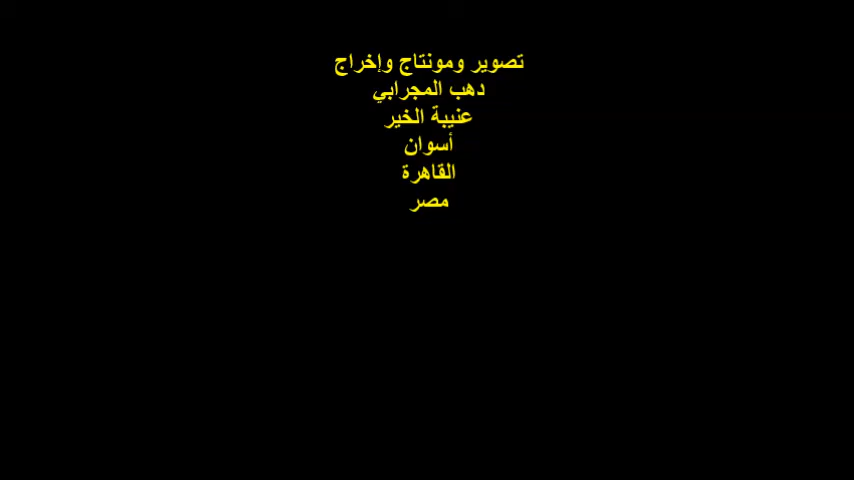 تصوير ومونتاج وإخراج
دهب المجرابي
عنيبة الخير
أسوان
القاهرة
مصر